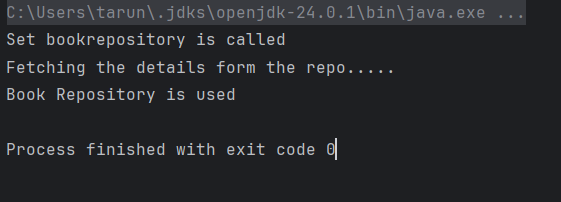 C:\Users\tarun\.jdks\openjdk-24.0.1\bin\java.exe ...
Set bookrepository is called
Fetching the details form the repo.....
Book Repository is used
Process finished with exit code 0